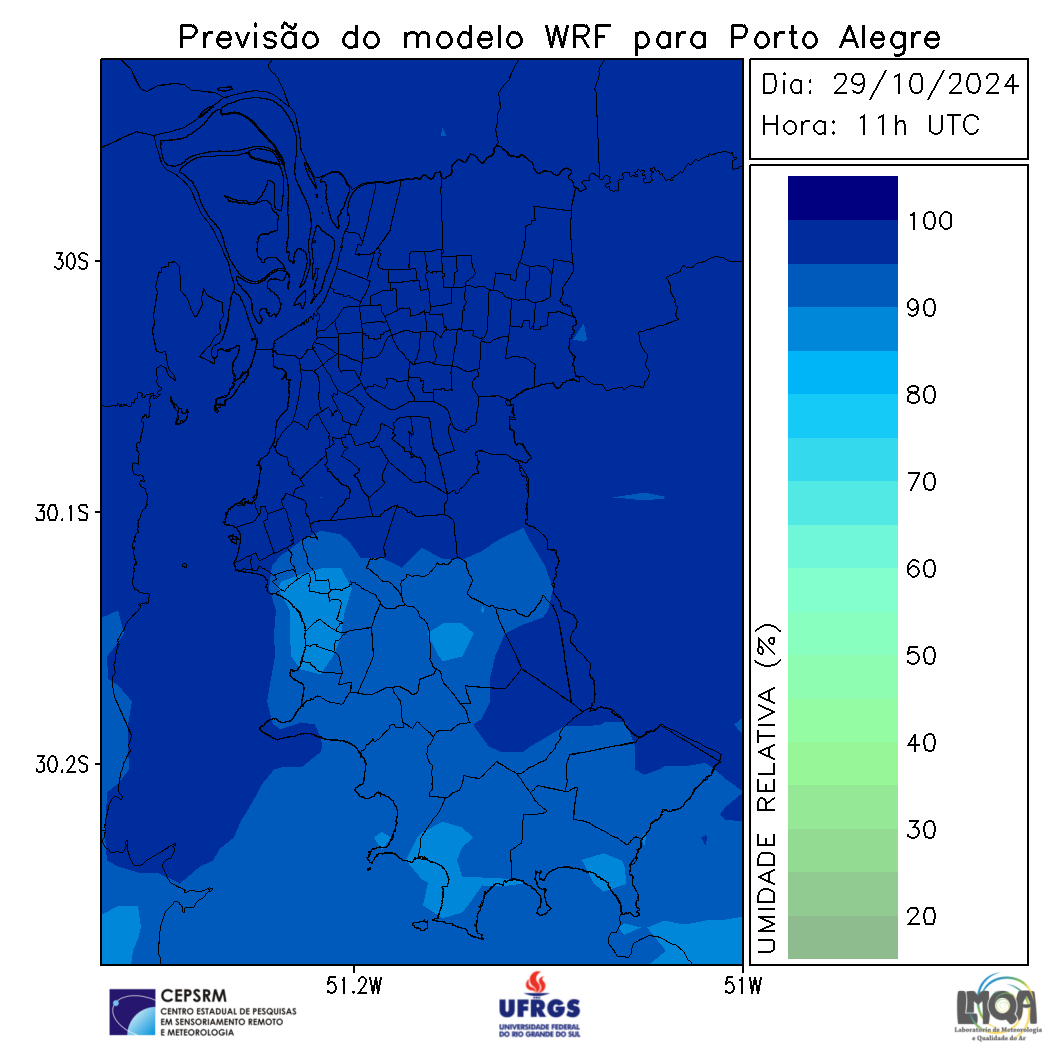 Previsão do modelo WRF para Porto Alegre
Dia: 29/10/2024
Hora: 11h UTC
100
90
80
70
60
50
40
30
20
UMIDADE RELATIVA (%)
30S
30.1S
30.2S
51.2W
51W
CEPSRM
CENTRO ESTADUAL DE PESQUISAS
EM SENSORIAMENTO REMOTO
E METEOROLOGIA
UFRGS
UNIVERSIDADE FEDERAL
DO RIO GRANDE DO SUL
LMQA
Laboratório de Meteorologia
e Qualidade do Ar